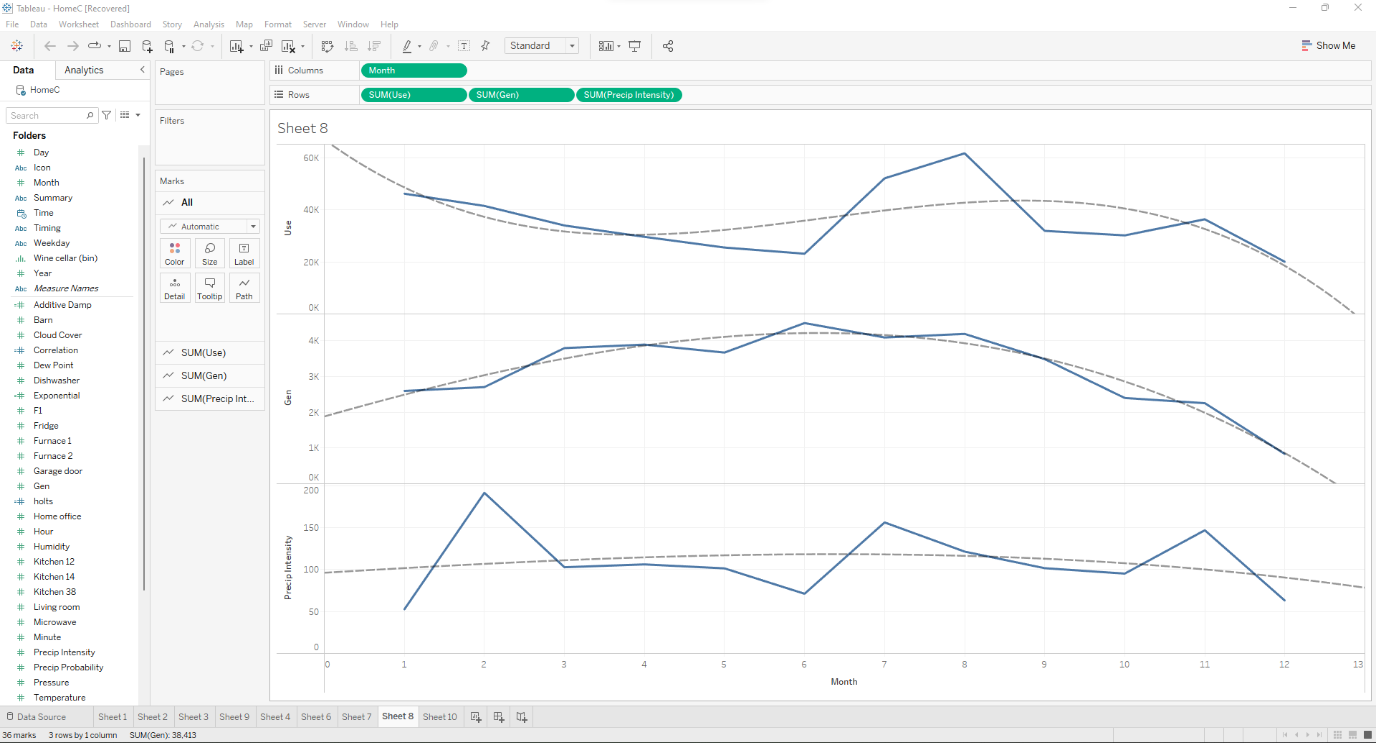 Tableau - HomeC [Recovered]
File Data Worksheet Dashboard Story Analysis Map Format Server Window Help
Standard
Show Me
Data Analytics
HomeC
Search
Folders
Day
Abc Icon
Month
Abc Summary
Time
Abc Timing
Abc Weekday
Wine cellar (bin)
Year
Abc Measure Names
Additive Damp
Barn
Cloud Cover
Correlation
Dew Point
Dishwasher
Exponential
F1
Fridge
Furnace 1
Furnace 2
Garage door
Gen
holts
Home office
Hour
Humidity
Kitchen 12
Kitchen 14
Kitchen 38
Living room
Microwave
Minute
Precip Intensity
Precip Probability
Pressure
Temperature
Pages
Filters
Marks
All
Automatic
Color Size Label
Detail Tooltip Path
SUM(Use)
SUM(Gen)
SUM(Precip Int...
Columns Month
Rows SUM(Use) SUM(Gen) SUM(Precip Intensity)
Sheet 8
60K
40K
20K
0K
Use
4K
3K
2K
1K
0K
Gen
200
150
100
50
0
Precip Intensity
0 1 2 3 4 5 6 7 8 9 10 11 12 13
Month
Data Source Sheet 1 Sheet 2 Sheet 3 Sheet 9 Sheet 4 Sheet 6 Sheet 7 Sheet 8 Sheet 10
36 marks 3 rows by 1 column SUM(Gen): 38,413